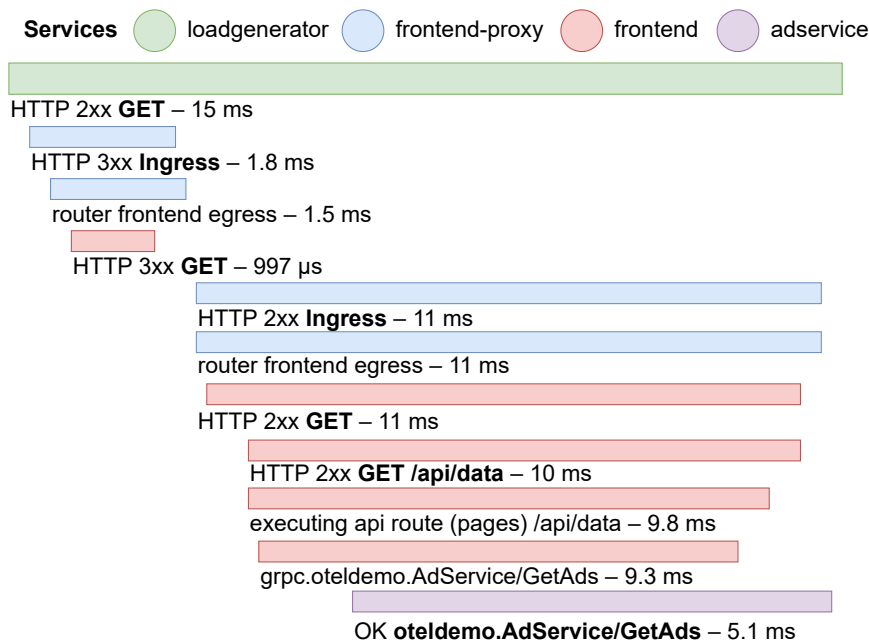 Services loadgenerator frontend-proxy frontend adservice
HTTP 2xx GET – 15 ms
HTTP 3xx Ingress – 1.8 ms
router frontend egress – 1.5 ms
HTTP 3xx GET – 997 µs
HTTP 2xx Ingress – 11 ms
router frontend egress – 11 ms
HTTP 2xx GET – 11 ms
HTTP 2xx GET /api/data – 10 ms
executing api route (pages) /api/data – 9.8 ms
grpc.oteldemo.AdService/GetAds – 9.3 ms
OK oteldemo.AdService/GetAds – 5.1 ms